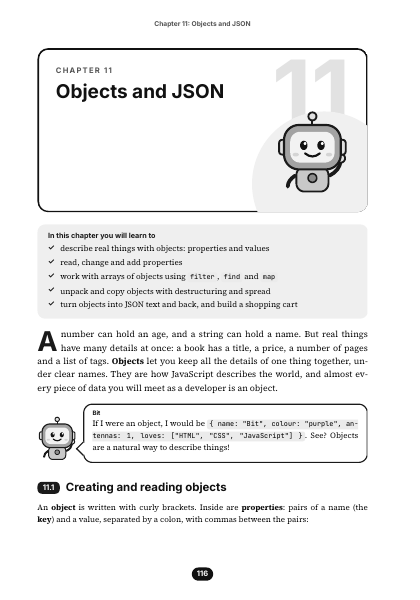 Chapter 11: Objects and JSON
11
CHAPTER 11
Objects and JSON
In this chapter you will learn to
✓ describe real things with objects: properties and values
✓ read, change and add properties
✓ work with arrays of objects using filter, find and map
✓ unpack and copy objects with destructuring and spread
✓ turn objects into JSON text and back, and build a shopping cart
A number can hold an age, and a string can hold a name. But real things
have many details at once: a book has a title, a price, a number of pages
and a list of tags. Objects let you keep all the details of one thing together, un-
der clear names. They are how JavaScript describes the world, and almost ev-
ery piece of data you will meet as a developer is an object.
Bit
If I were an object, I would be { name: "Bit", colour: "purple", an-
tennas: 1, loves: ["HTML", "CSS", "JavaScript"] }. See? Objects
are a natural way to describe things!
11.1 Creating and reading objects
An object is written with curly brackets. Inside are properties: pairs of a name (the
key) and a value, separated by a colon, with commas between the pairs:
116